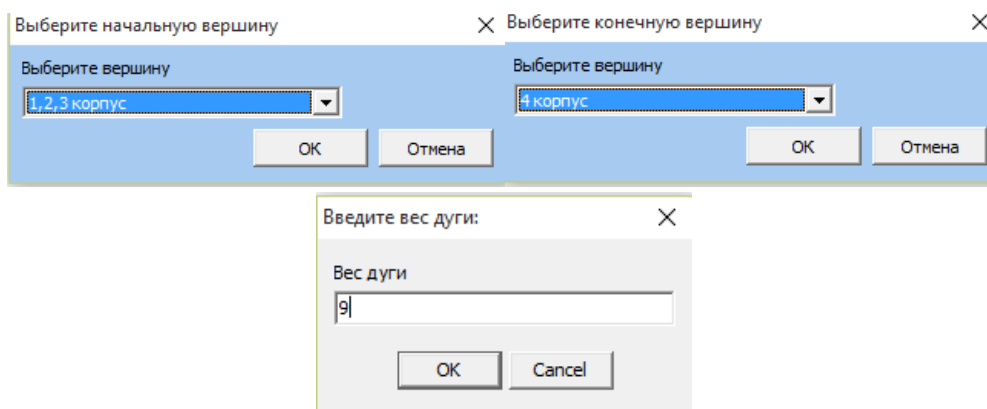 Выберите начальную вершину
Выберите вершину
1,2,3 корпус
OK Отмена
Выберите конечную вершину
Выберите вершину
4 корпус
OK Отмена
Введите вес дуги:
Вес дуги
9
OK Cancel